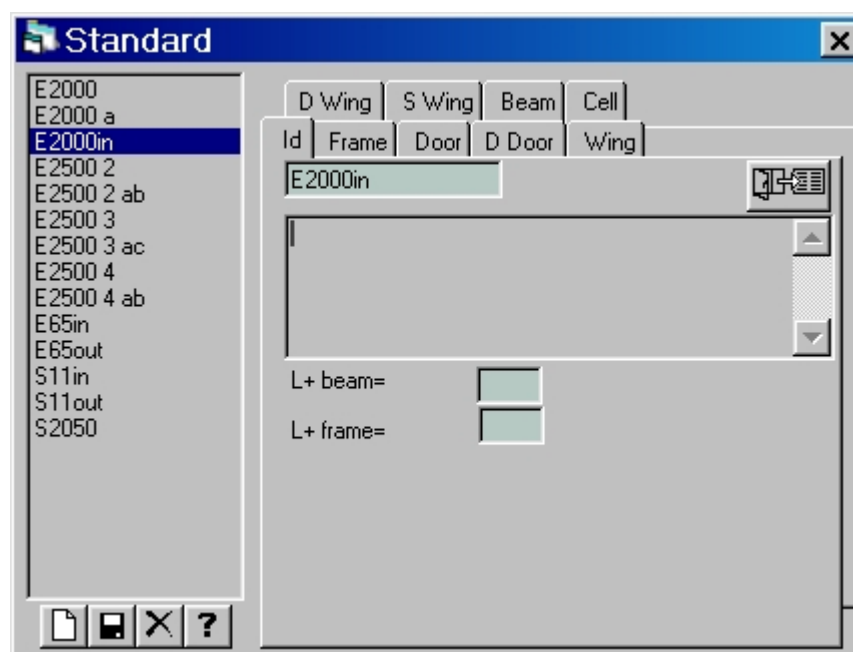 Standard
E2000
E2000 a
E2000in
E2500 2
E2500 2 ab
E2500 3
E2500 3 ac
E2500 4
E2500 4 ab
E65in
E65out
S11in
S11out
S2050
?
D Wing S Wing Beam Cell
Id Frame Door D Door Wing
E2000in
L+ beam=
L+ frame=